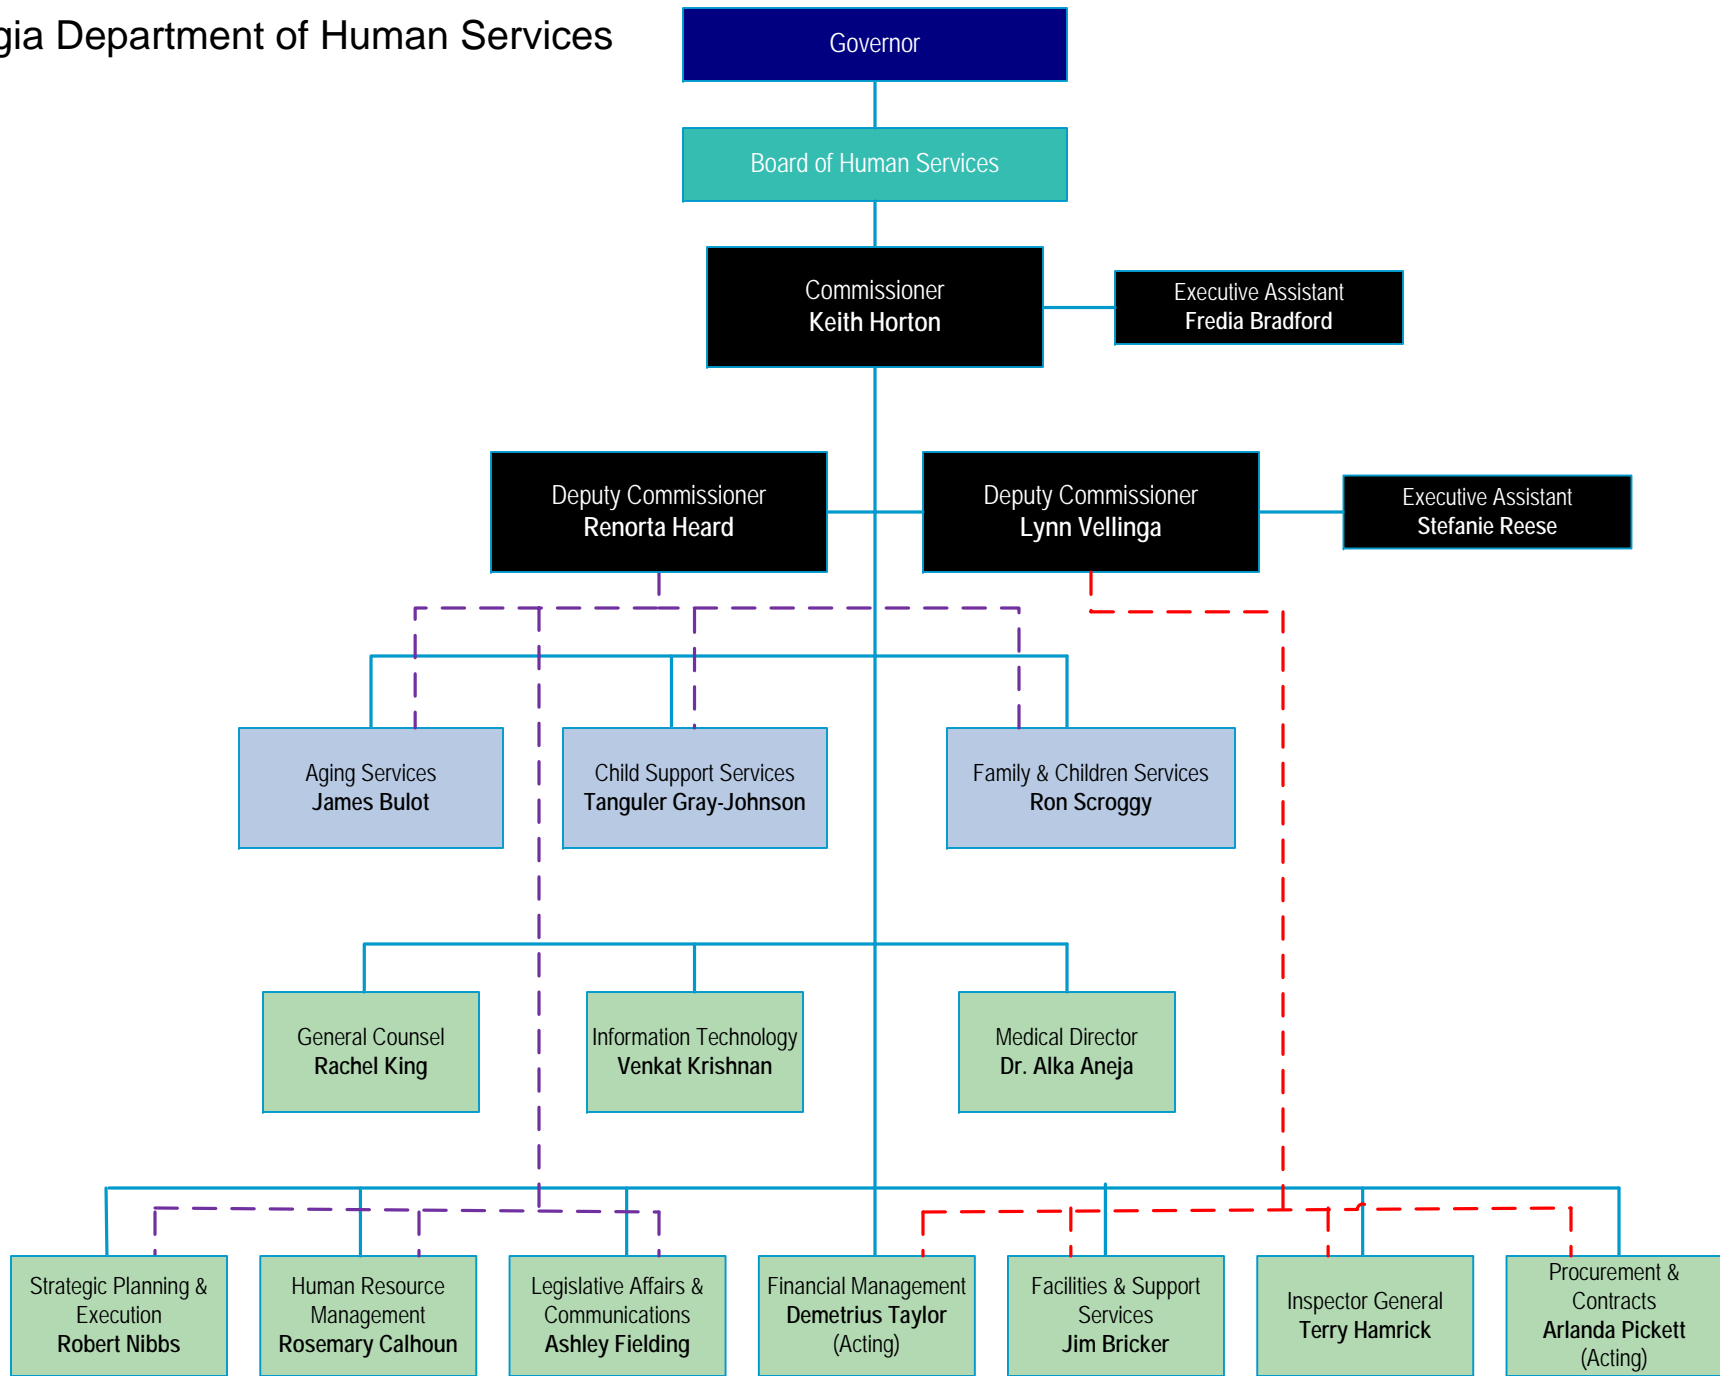 gia Department of Human Services
Governor
Board of Human Services
Commissioner
Keith Horton
Executive Assistant
Fredia Bradford
Deputy Commissioner
Renorta Heard
Deputy Commissioner
Lynn Vellinga
Executive Assistant
Stefanie Reese
Aging Services
James Bulot
Child Support Services
Tanguler Gray-Johnson
Family & Children Services
Ron Scroggy
General Counsel
Rachel King
Information Technology
Venkat Krishnan
Medical Director
Dr. Alka Aneja
Strategic Planning &
Execution
Robert Nibbs
Human Resource
Management
Rosemary Calhoun
Legislative Affairs &
Communications
Ashley Fielding
Financial Management
Demetrius Taylor
(Acting)
Facilities & Support
Services
Jim Bricker
Inspector General
Terry Hamrick
Procurement &
Contracts
Arlanda Pickett
(Acting)